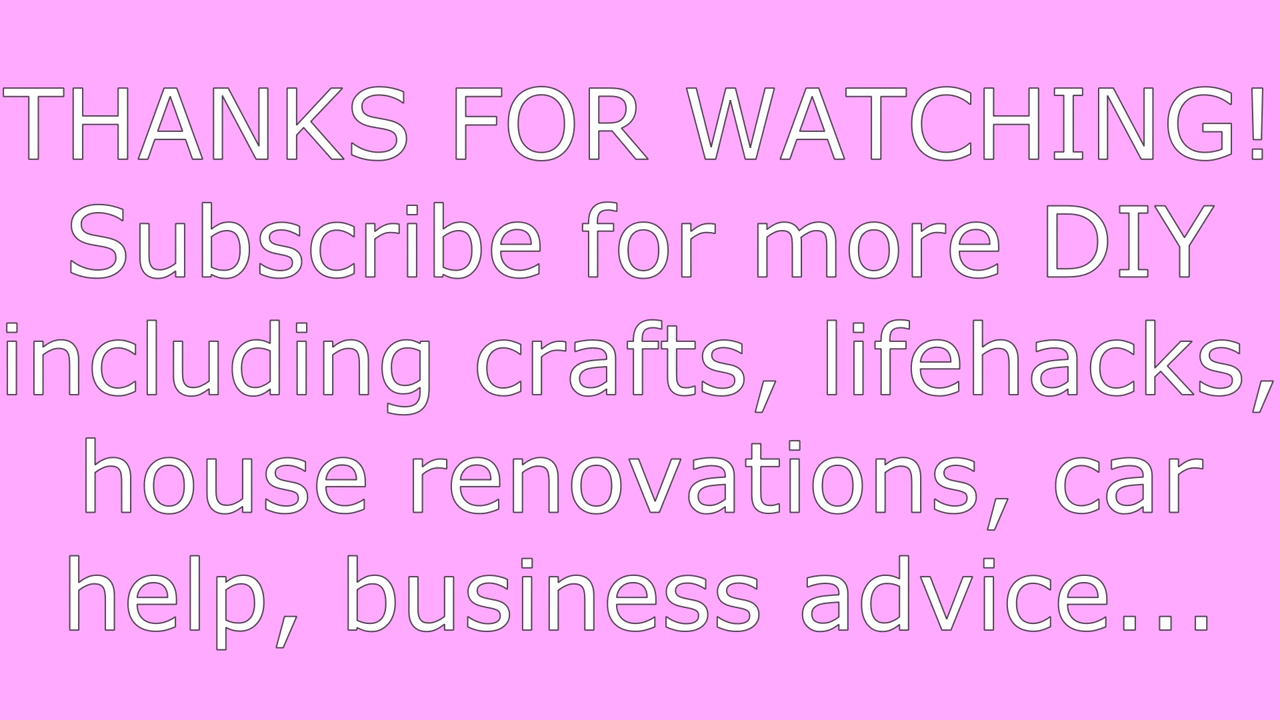 THANKS FOR WATCHING!
Subscribe for more DIY
including crafts, lifehacks,
house renovations, car
help, business advice...